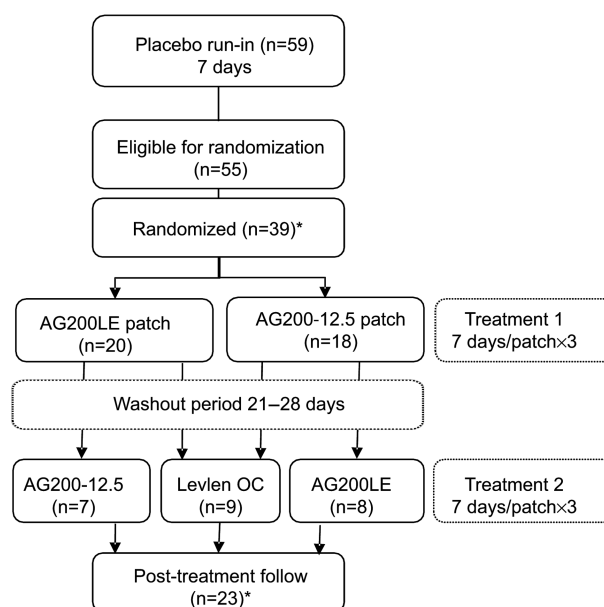 Placebo run-in (n=59)
7 days
Eligible for randomization
(n=55)
Randomized (n=39)*
AG200LE patch
(n=20)
AG200-12.5 patch
(n=18)
Treatment 1
7 days/patch×3
Washout period 21–28 days
AG200-12.5
(n=7)
Levlen OC
(n=9)
AG200LE
(n=8)
Treatment 2
7 days/patch×3
Post-treatment follow
(n=23)*